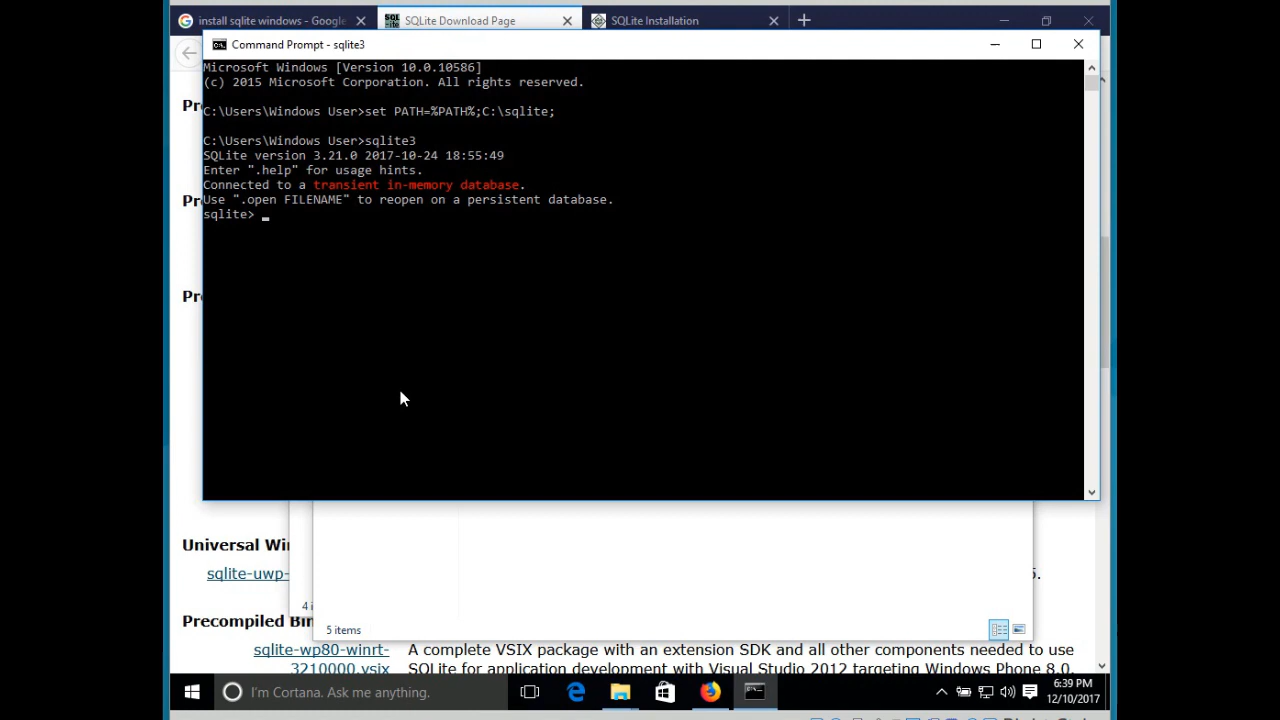 install sqlite windows - Google
SQLite Download Page
SQLite Installation
Command Prompt - sqlite3
Microsoft Windows [Version 10.0.10586]
(c) 2015 Microsoft Corporation. All rights reserved.
C:\Users\Windows User>set PATH=%PATH%;C:\sqlite;
C:\Users\Windows User>sqlite3
SQLite version 3.21.0 2017-10-24 18:55:49
Enter ".help" for usage hints.
Connected to a transient in-memory database.
Use ".open FILENAME" to reopen on a persistent database.
sqlite>
Pre
Universal Wi
sqlite-uwp-
4 i
5 items
Precompiled Bin
sqlite-wp80-winrt-
3210000.vsix
A complete VSIX package with an extension SDK and all other components needed to use
SQLite for application development with Visual Studio 2012 targeting Windows Phone 8.0.
I'm Cortana. Ask me anything.
6:39 PM
12/10/2017